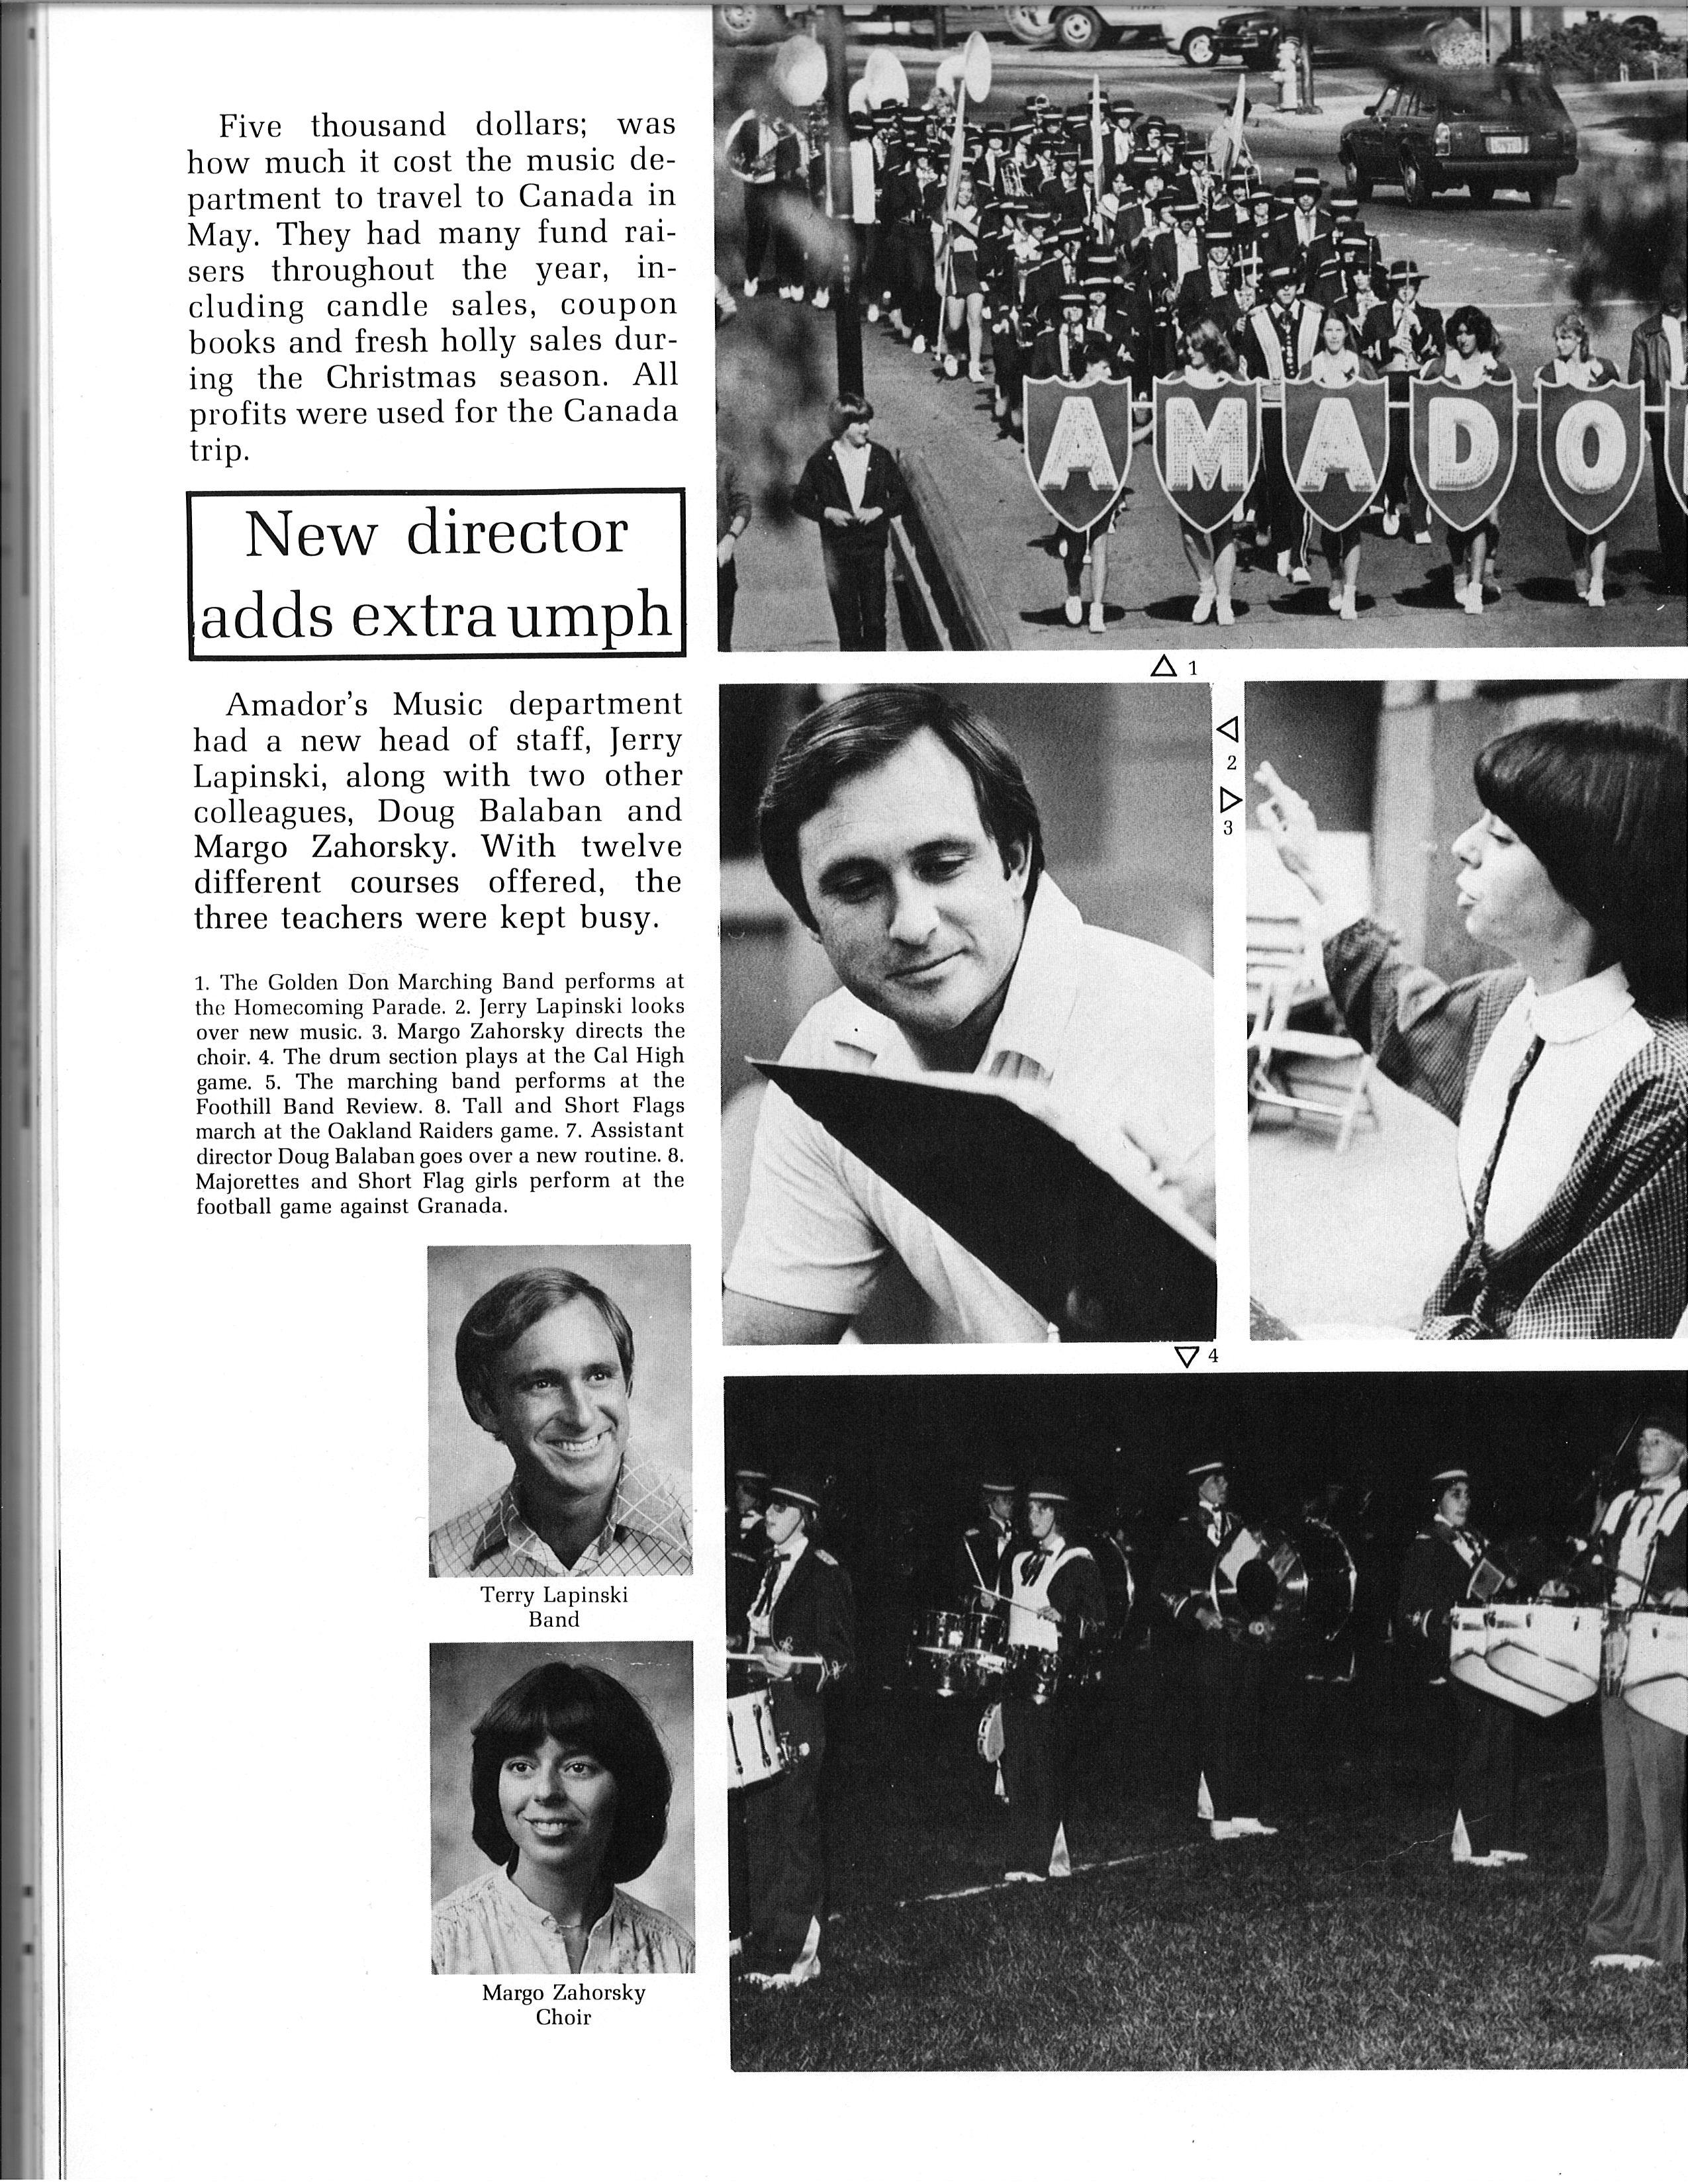 Five thousand dollars; was
how much it cost the music de-
partment to travel to Canada in
May. They had many fund rai-
sers throughout the year, in-
cluding candle sales, coupon
books and fresh holly sales dur-
ing the Christmas season. All
profits were used for the Canada
trip.
New director
adds extra umph
Amador's Music department
had a new head of staff, Jerry
Lapinski, along with two other
colleagues, Doug Balaban and
Margo Zahorsky. With twelve
different courses offered, the
three teachers were kept busy.
1. The Golden Don Marching Band performs at
the Homecoming Parade. 2. Jerry Lapinski looks
over new music. 3. Margo Zahorsky directs the
choir. 4. The drum section plays at the Cal High
game. 5. The marching band performs at the
Foothill Band Review. 8. Tall and Short Flags
march at the Oakland Raiders game. 7. Assistant
director Doug Balaban goes over a new routine. 8.
Majorettes and Short Flag girls perform at the
football game against Granada.
Terry Lapinski
Band
Margo Zahorsky
Choir
AMADO
△ 1
◁
2
▷
3
▽ 4